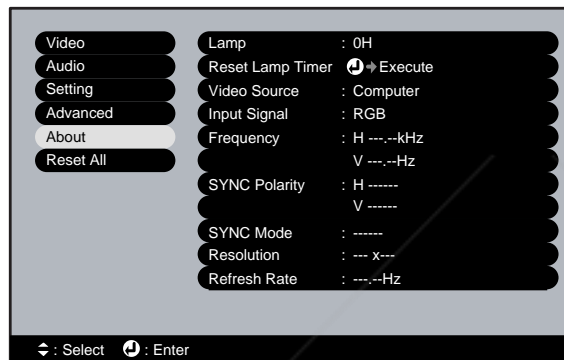 Video
Audio
Setting
Advanced
About
Reset All
Lamp : 0H
Reset Lamp Timer Execute
Video Source : Computer
Input Signal : RGB
Frequency : H ---.--kHz
V ---.--Hz
SYNC Polarity : H ------
V ------
SYNC Mode : ------
Resolution : --- x---
Refresh Rate : ---.--Hz
: Select : Enter